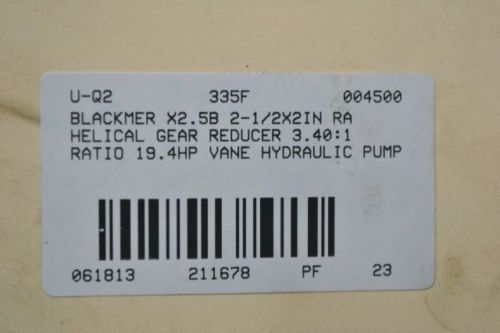 U-Q2 335F 004500
BLACKMER X2.5B 2-1/2X2IN RA
HELICAL GEAR REDUCER 3.40:1
RATIO 19.4HP VANE HYDRAULIC PUMP
061813 211678 PF 23